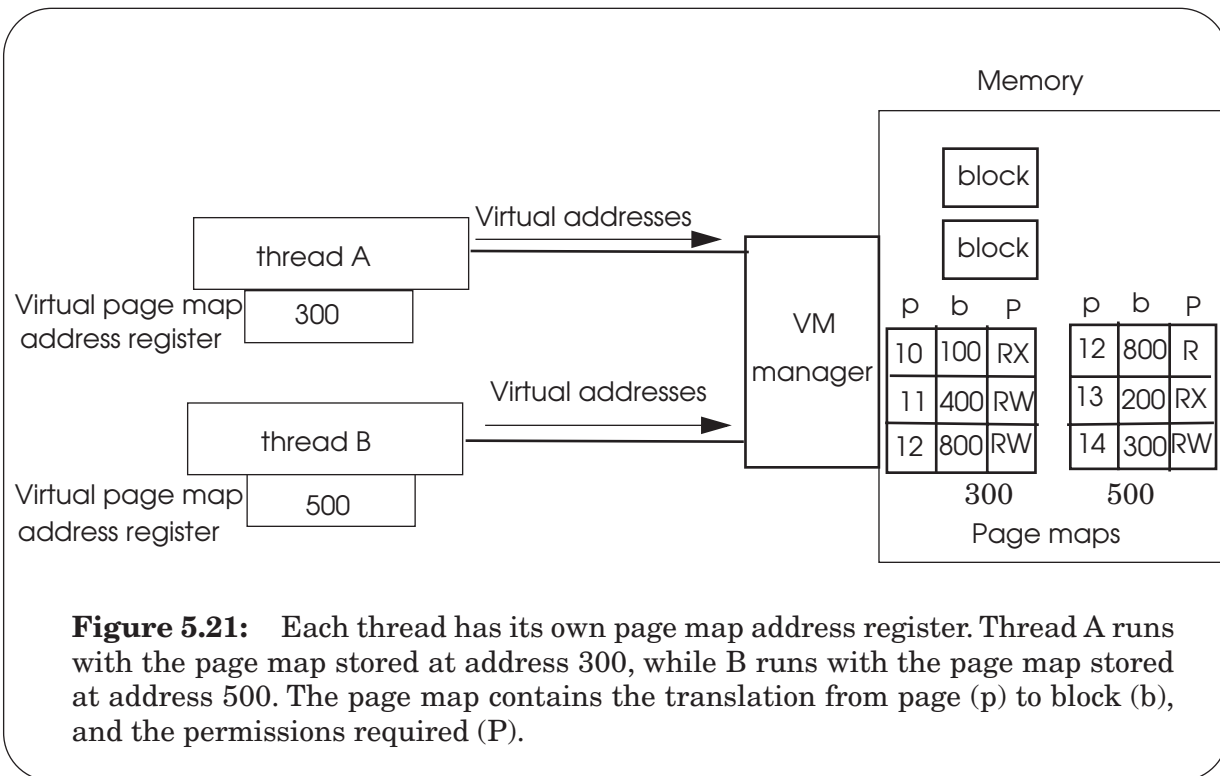 Memory
block
block
Virtual addresses
thread A
Virtual page map
address register
300
VM
manager
Virtual addresses
thread B
Virtual page map
address register
500
p b P
10 100 RX
11 400 RW
12 800 RW
300
p b P
12 800 R
13 200 RX
14 300 RW
500
Page maps
Figure 5.21: Each thread has its own page map address register. Thread A runs
with the page map stored at address 300, while B runs with the page map stored
at address 500. The page map contains the translation from page (p) to block (b),
and the permissions required (P).